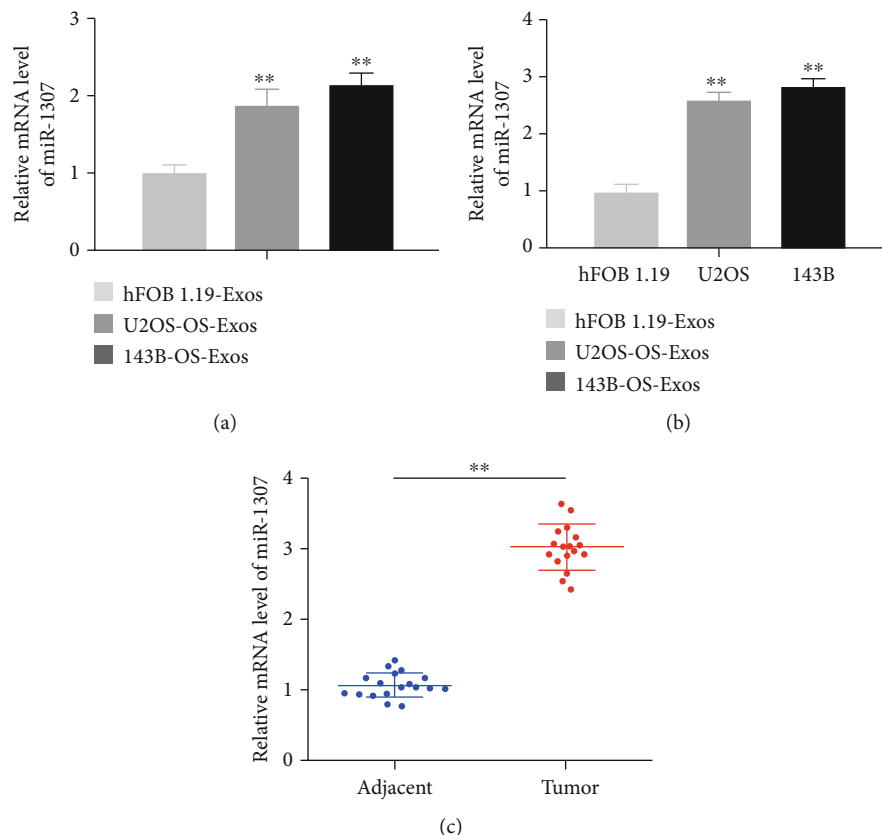 Relative mRNA level
of miR-1307
3
2
1
0
**
**
hFOB 1.19-Exos
U2OS-OS-Exos
143B-OS-Exos
(a)
Relative mRNA level
of miR-1307
4
3
2
1
0
**
**
hFOB 1.19
U2OS
143B
hFOB 1.19-Exos
U2OS-OS-Exos
143B-OS-Exos
(b)
Relative mRNA level of miR-1307
4
3
2
1
0
**
Adjacent
Tumor
(c)